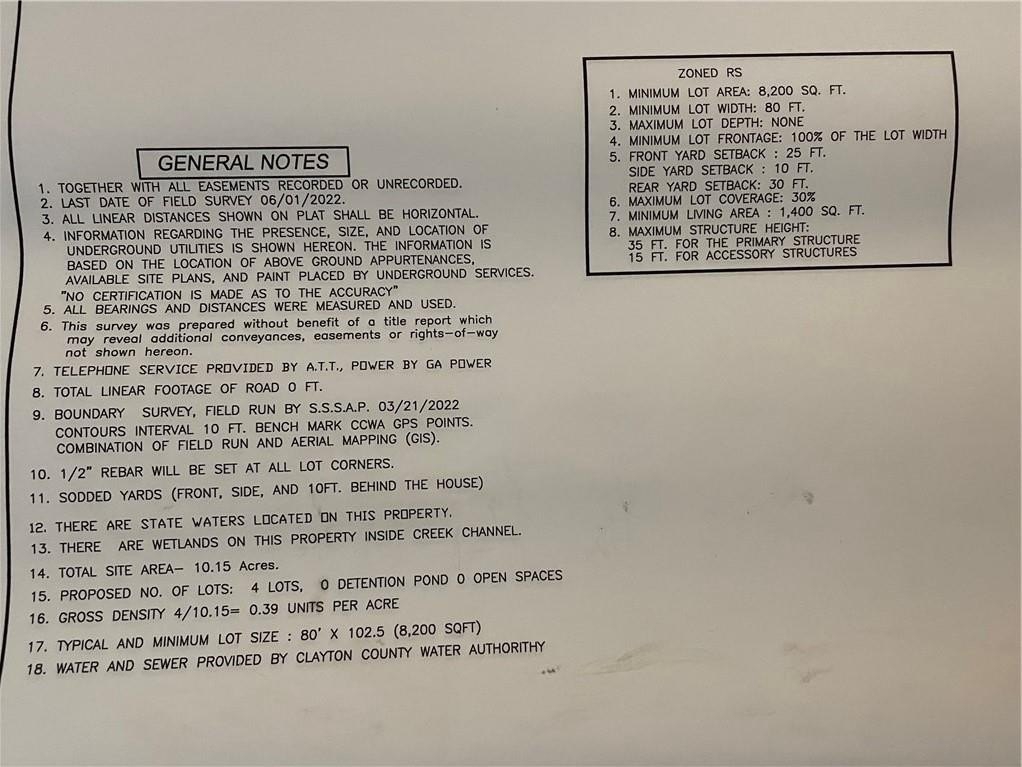 GENERAL NOTES
1. TOGETHER WITH ALL EASEMENTS RECORDED OR UNRECORDED.
2. LAST DATE OF FIELD SURVEY 06/01/2022.
3. ALL LINEAR DISTANCES SHOWN ON PLAT SHALL BE HORIZONTAL.
4. INFORMATION REGARDING THE PRESENCE, SIZE, AND LOCATION OF
UNDERGROUND UTILITIES IS SHOWN HEREON. THE INFORMATION IS
BASED ON THE LOCATION OF ABOVE GROUND APPURTENANCES,
AVAILABLE SITE PLANS, AND PAINT PLACED BY UNDERGROUND SERVICES.
"NO CERTIFICATION IS MADE AS TO THE ACCURACY"
5. ALL BEARINGS AND DISTANCES WERE MEASURED AND USED.
6. This survey was prepared without benefit of a title report which
may reveal additional conveyances, easements or rights-of-way
not shown hereon.
7. TELEPHONE SERVICE PROVIDED BY A.T.T., POWER BY GA POWER
8. TOTAL LINEAR FOOTAGE OF ROAD 0 FT.
9. BOUNDARY SURVEY, FIELD RUN BY S.S.S.A.P. 03/21/2022
CONTOURS INTERVAL 10 FT. BENCH MARK CCWA GPS POINTS.
COMBINATION OF FIELD RUN AND AERIAL MAPPING (GIS).
10. 1/2" REBAR WILL BE SET AT ALL LOT CORNERS.
11. SODDED YARDS (FRONT, SIDE, AND 10FT. BEHIND THE HOUSE)
12. THERE ARE STATE WATERS LOCATED ON THIS PROPERTY.
13. THERE ARE WETLANDS ON THIS PROPERTY INSIDE CREEK CHANNEL.
14. TOTAL SITE AREA- 10.15 Acres.
15. PROPOSED NO. OF LOTS: 4 LOTS, 0 DETENTION POND 0 OPEN SPACES
16. GROSS DENSITY 4/10.15= 0.39 UNITS PER ACRE
17. TYPICAL AND MINIMUM LOT SIZE : 80' X 102.5 (8,200 SQFT)
18. WATER AND SEWER PROVIDED BY CLAYTON COUNTY WATER AUTHORITHY
ZONED RS
1. MINIMUM LOT AREA: 8,200 SQ. FT.
2. MINIMUM LOT WIDTH: 80 FT.
3. MAXIMUM LOT DEPTH: NONE
4. MINIMUM LOT FRONTAGE: 100% OF THE LOT WIDTH
5. FRONT YARD SETBACK : 25 FT.
SIDE YARD SETBACK : 10 FT.
REAR YARD SETBACK: 30 FT.
6. MAXIMUM LOT COVERAGE: 30%
7. MINIMUM LIVING AREA : 1,400 SQ. FT.
8. MAXIMUM STRUCTURE HEIGHT:
35 FT. FOR THE PRIMARY STRUCTURE
15 FT. FOR ACCESSORY STRUCTURES